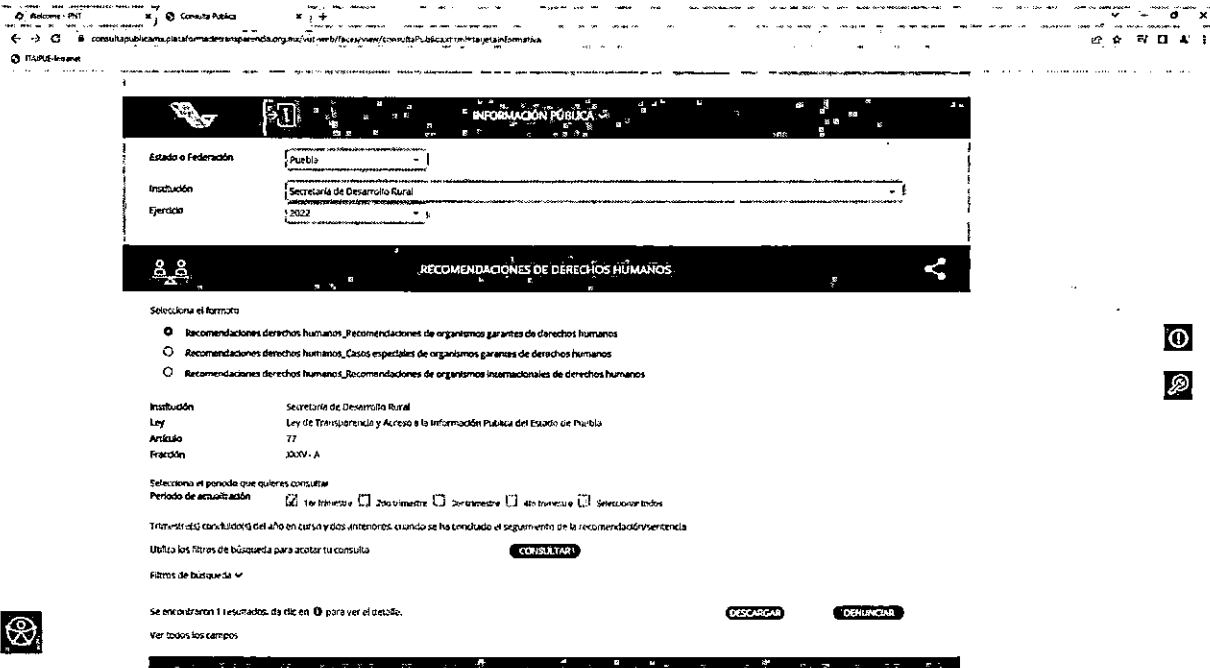 Welcome - PNT
Consulta Publica
consultapublicamx.plataformadetransparencia.org.mx/vut-web/faces/view/consultaPublica.xhtml#tarjetaInformativa
ITAIPUE-Intranet
INFORMACIÓN PÚBLICA
Estado o Federación
Puebla
Institución
Secretaría de Desarrollo Rural
Ejercicio
2022
RECOMENDACIONES DE DERECHOS HUMANOS
Selecciona el formato
Recomendaciones derechos humanos_Recomendaciones de organismos garantes de derechos humanos
Recomendaciones derechos humanos_Casos especiales de organismos garantes de derechos humanos
Recomendaciones derechos humanos_Recomendaciones de organismos internacionales de derechos humanos
Institución Secretaría de Desarrollo Rural
Ley Ley de Transparencia y Acceso a la Información Pública del Estado de Puebla
Artículo 77
Fracción XXXV - A
Selecciona el periodo que quieres consultar
Periodo de actualización 1er trimestre 2do trimestre 3er trimestre 4to trimestre Seleccionar todos
Trimestre(s) concluido(s) del año en curso y dos anteriores, cuando se ha concluido el seguimiento de la recomendación/sentencia
Utiliza los filtros de búsqueda para acotar tu consulta
CONSULTAR
Filtros de búsqueda
Se encontraron 1 resultados, da clic en para ver el detalle.
DESCARGAR
DENUNCIAR
Ver todos los campos